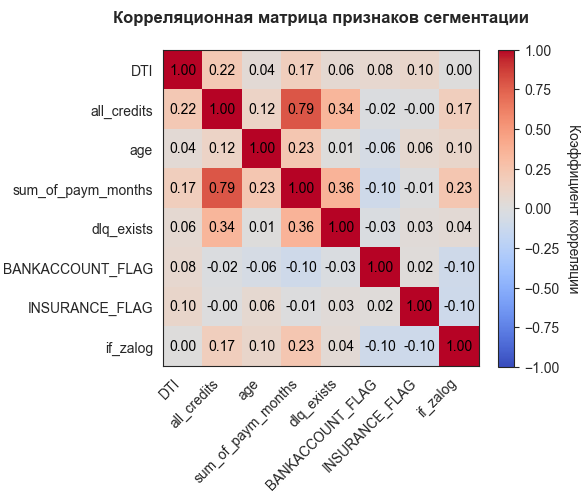 Корреляционная матрица признаков сегментации
DTI 1.00 0.22 0.04 0.17 0.06 0.08 0.10 0.00
all_credits 0.22 1.00 0.12 0.79 0.34 -0.02 -0.00 0.17
age 0.04 0.12 1.00 0.23 0.01 -0.06 0.06 0.10
sum_of_paym_months 0.17 0.79 0.23 1.00 0.36 -0.10 -0.01 0.23
dlq_exists 0.06 0.34 0.01 0.36 1.00 -0.03 0.03 0.04
BANKACCOUNT_FLAG 0.08 -0.02 -0.06 -0.10 -0.03 1.00 0.02 -0.10
INSURANCE_FLAG 0.10 -0.00 0.06 -0.01 0.03 0.02 1.00 -0.10
if_zalog 0.00 0.17 0.10 0.23 0.04 -0.10 -0.10 1.00
DTI
all_credits
age
sum_of_paym_months
dlq_exists
BANKACCOUNT_FLAG
INSURANCE_FLAG
if_zalog
1.00
0.75
0.50
0.25
0.00
−0.25
−0.50
−0.75
−1.00
Коэффициент корреляции